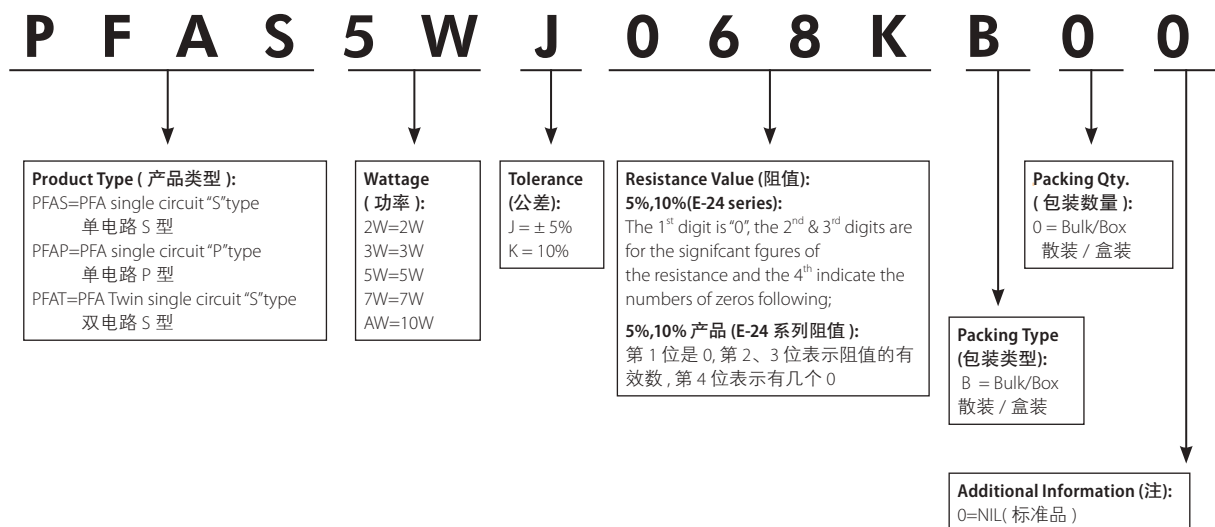 P F A S 5 W J 0 6 8 K B 0 0
Product Type ( 产品类型 ):
PFAS=PFA single circuit “S”type
单电路 S 型
PFAP=PFA single circuit “P”type
单电路 P 型
PFAT=PFA Twin single circuit “S”type
双电路 S 型
Wattage
( 功率 ):
2W=2W
3W=3W
5W=5W
7W=7W
AW=10W
Tolerance
(公差):
J = ± 5%
K = 10%
Resistance Value (阻值):
5%,10%(E-24 series):
The 1st digit is “0”, the 2nd & 3rd digits are
for the signifcant fgures of
the resistance and the 4th indicate the
numbers of zeros following;
5%,10% 产品 (E-24 系列阻值 ):
第 1 位是 0, 第 2、3 位表示阻值的有
效数 , 第 4 位表示有几个 0
Packing Qty.
( 包装数量 ):
0 = Bulk/Box
散装 / 盒装
Packing Type
(包装类型):
B = Bulk/Box
散装 / 盒装
Additional Information (注):
0=NIL( 标准品 )